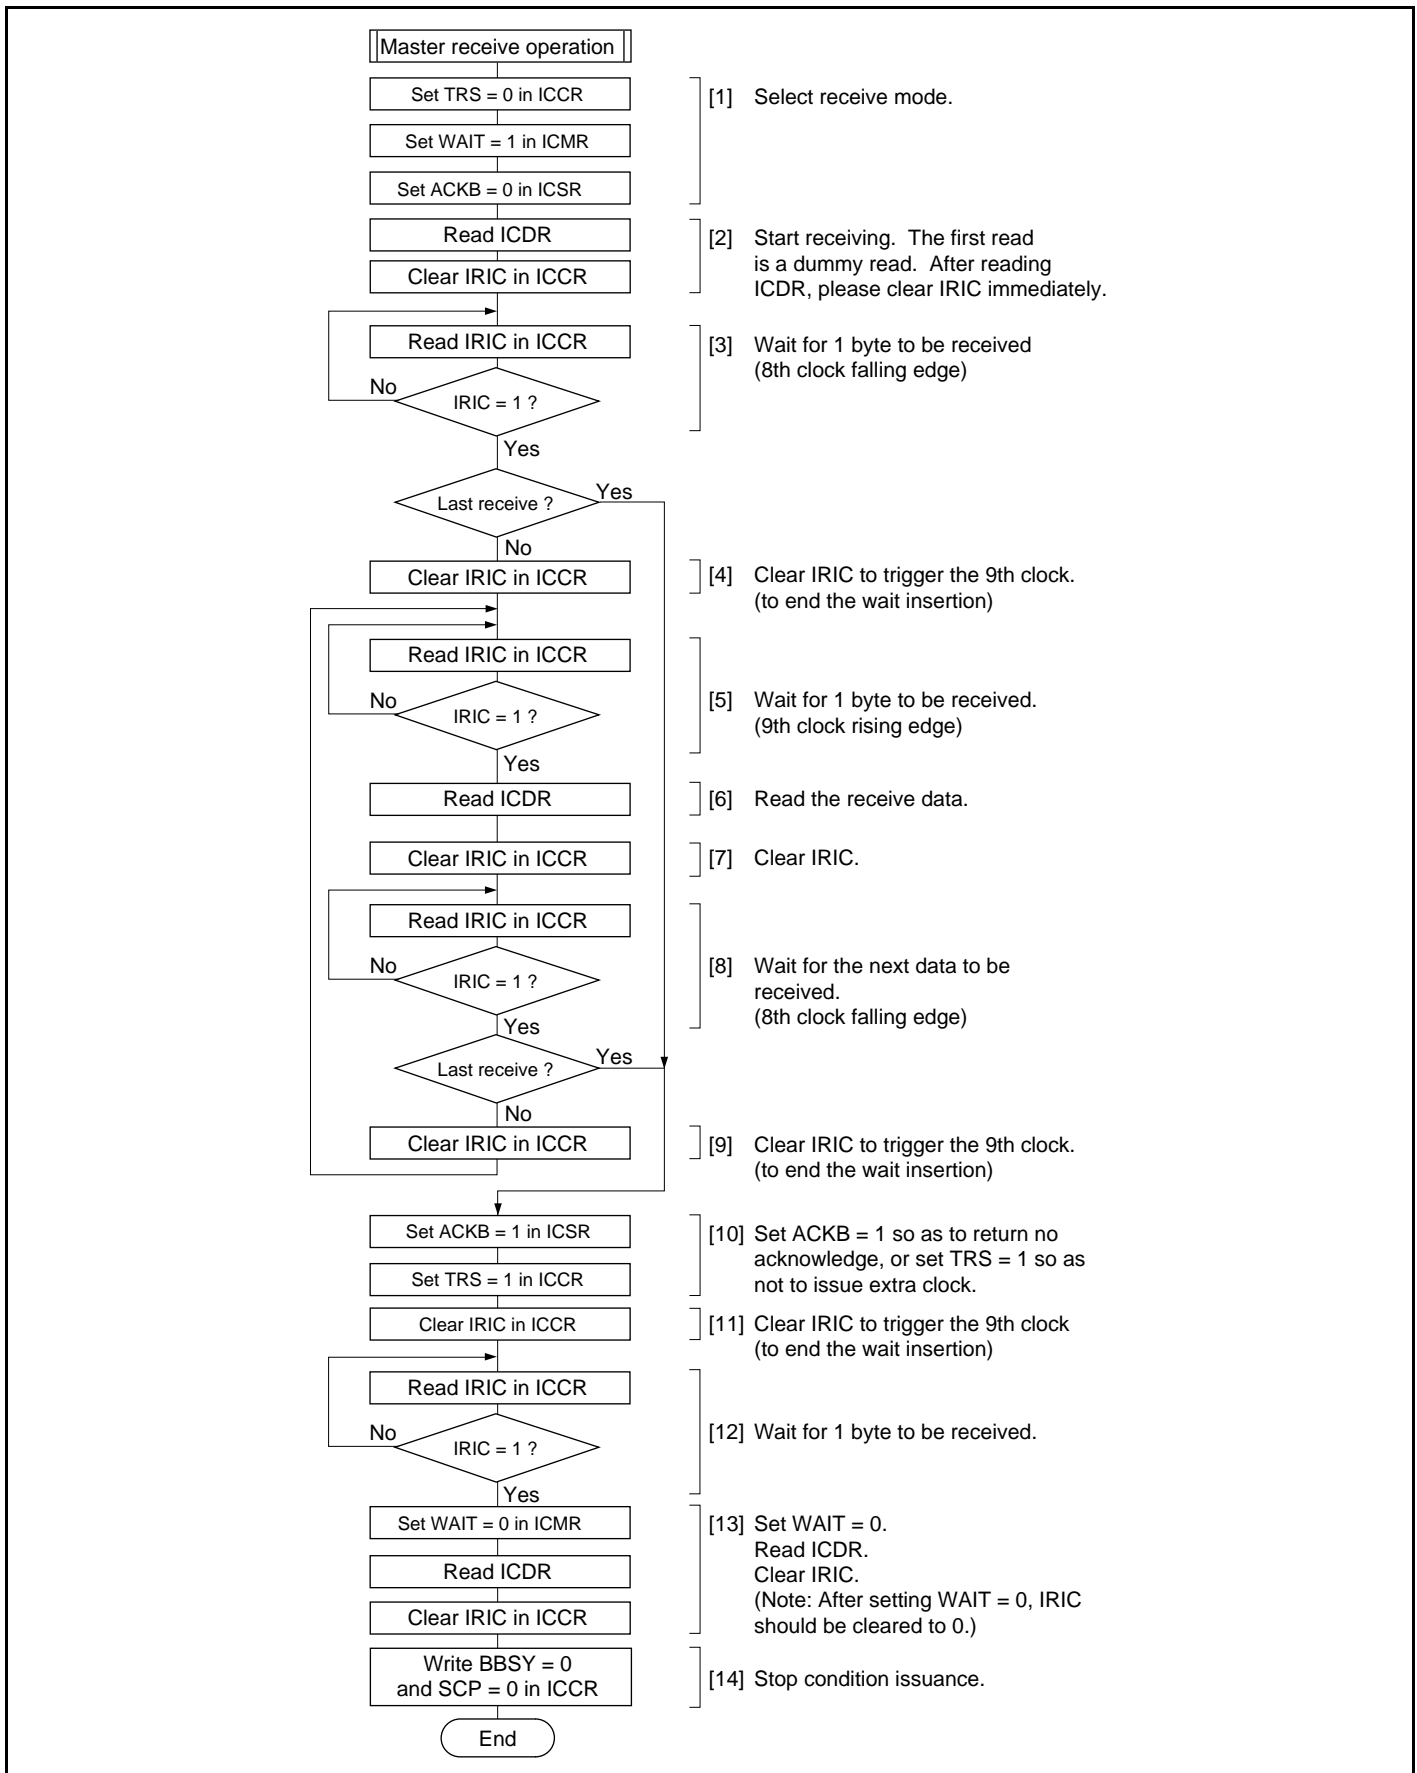 Master receive operation
Set TRS = 0 in ICCR
[1] Select receive mode.
Set WAIT = 1 in ICMR
Set ACKB = 0 in ICSR
Read ICDR
[2] Start receiving. The first read
is a dummy read. After reading
Clear IRIC in ICCR
ICDR, please clear IRIC immediately.
Read IRIC in ICCR
[3] Wait for 1 byte to be received
(8th clock falling edge)
No
IRIC = 1 ?
Yes
Last receive ?
Yes
No
Clear IRIC in ICCR
[4] Clear IRIC to trigger the 9th clock.
(to end the wait insertion)
Read IRIC in ICCR
No
IRIC = 1 ?
[5] Wait for 1 byte to be received.
(9th clock rising edge)
Yes
Read ICDR
[6] Read the receive data.
Clear IRIC in ICCR
[7] Clear IRIC.
Read IRIC in ICCR
No
IRIC = 1 ?
[8] Wait for the next data to be
received.
(8th clock falling edge)
Yes
Last receive ?
Yes
No
Clear IRIC in ICCR
[9] Clear IRIC to trigger the 9th clock.
(to end the wait insertion)
Set ACKB = 1 in ICSR
[10] Set ACKB = 1 so as to return no
acknowledge, or set TRS = 1 so as
Set TRS = 1 in ICCR
not to issue extra clock.
Clear IRIC in ICCR
[11] Clear IRIC to trigger the 9th clock
(to end the wait insertion)
Read IRIC in ICCR
No
IRIC = 1 ?
[12] Wait for 1 byte to be received.
Yes
Set WAIT = 0 in ICMR
[13] Set WAIT = 0.
Read ICDR.
Read ICDR
Clear IRIC.
(Note: After setting WAIT = 0, IRIC
Clear IRIC in ICCR
should be cleared to 0.)
Write BBSY = 0
and SCP = 0 in ICCR
[14] Stop condition issuance.
End